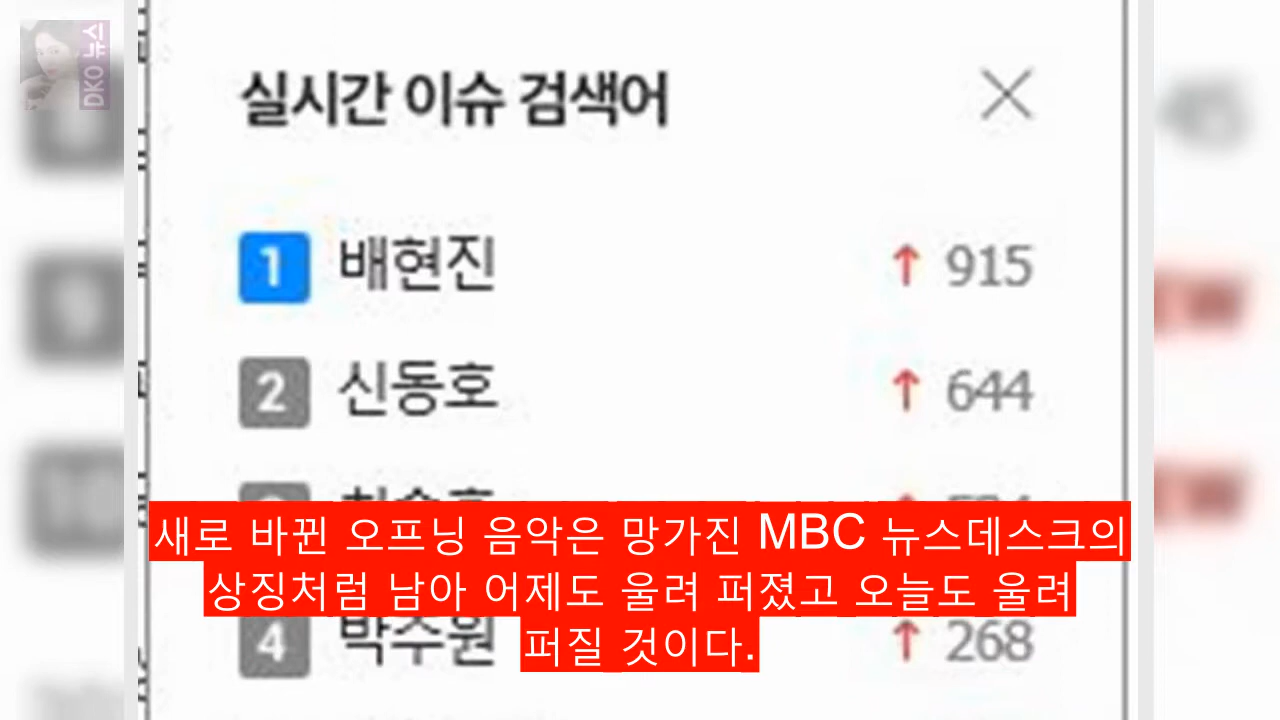 DKO 뉴스
실시간 이슈 검색어
1 배현진 ↑ 915
2 신동호 ↑ 644
새로 바뀐 오프닝 음악은 망가진 MBC 뉴스데스크의
상징처럼 남아 어제도 울려 퍼졌고 오늘도 울려
퍼질 것이다.
4 박수원 ↑ 268
9
10